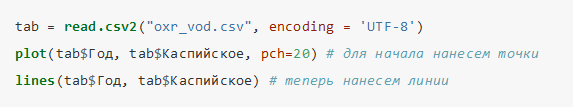 tab = read.csv2("oxr_vod.csv", encoding = 'UTF-8')
plot(tab$Год, tab$Каспийское, pch=20) # для начала нанесем точки
lines(tab$Год, tab$Каспийское) # теперь нанесем линии